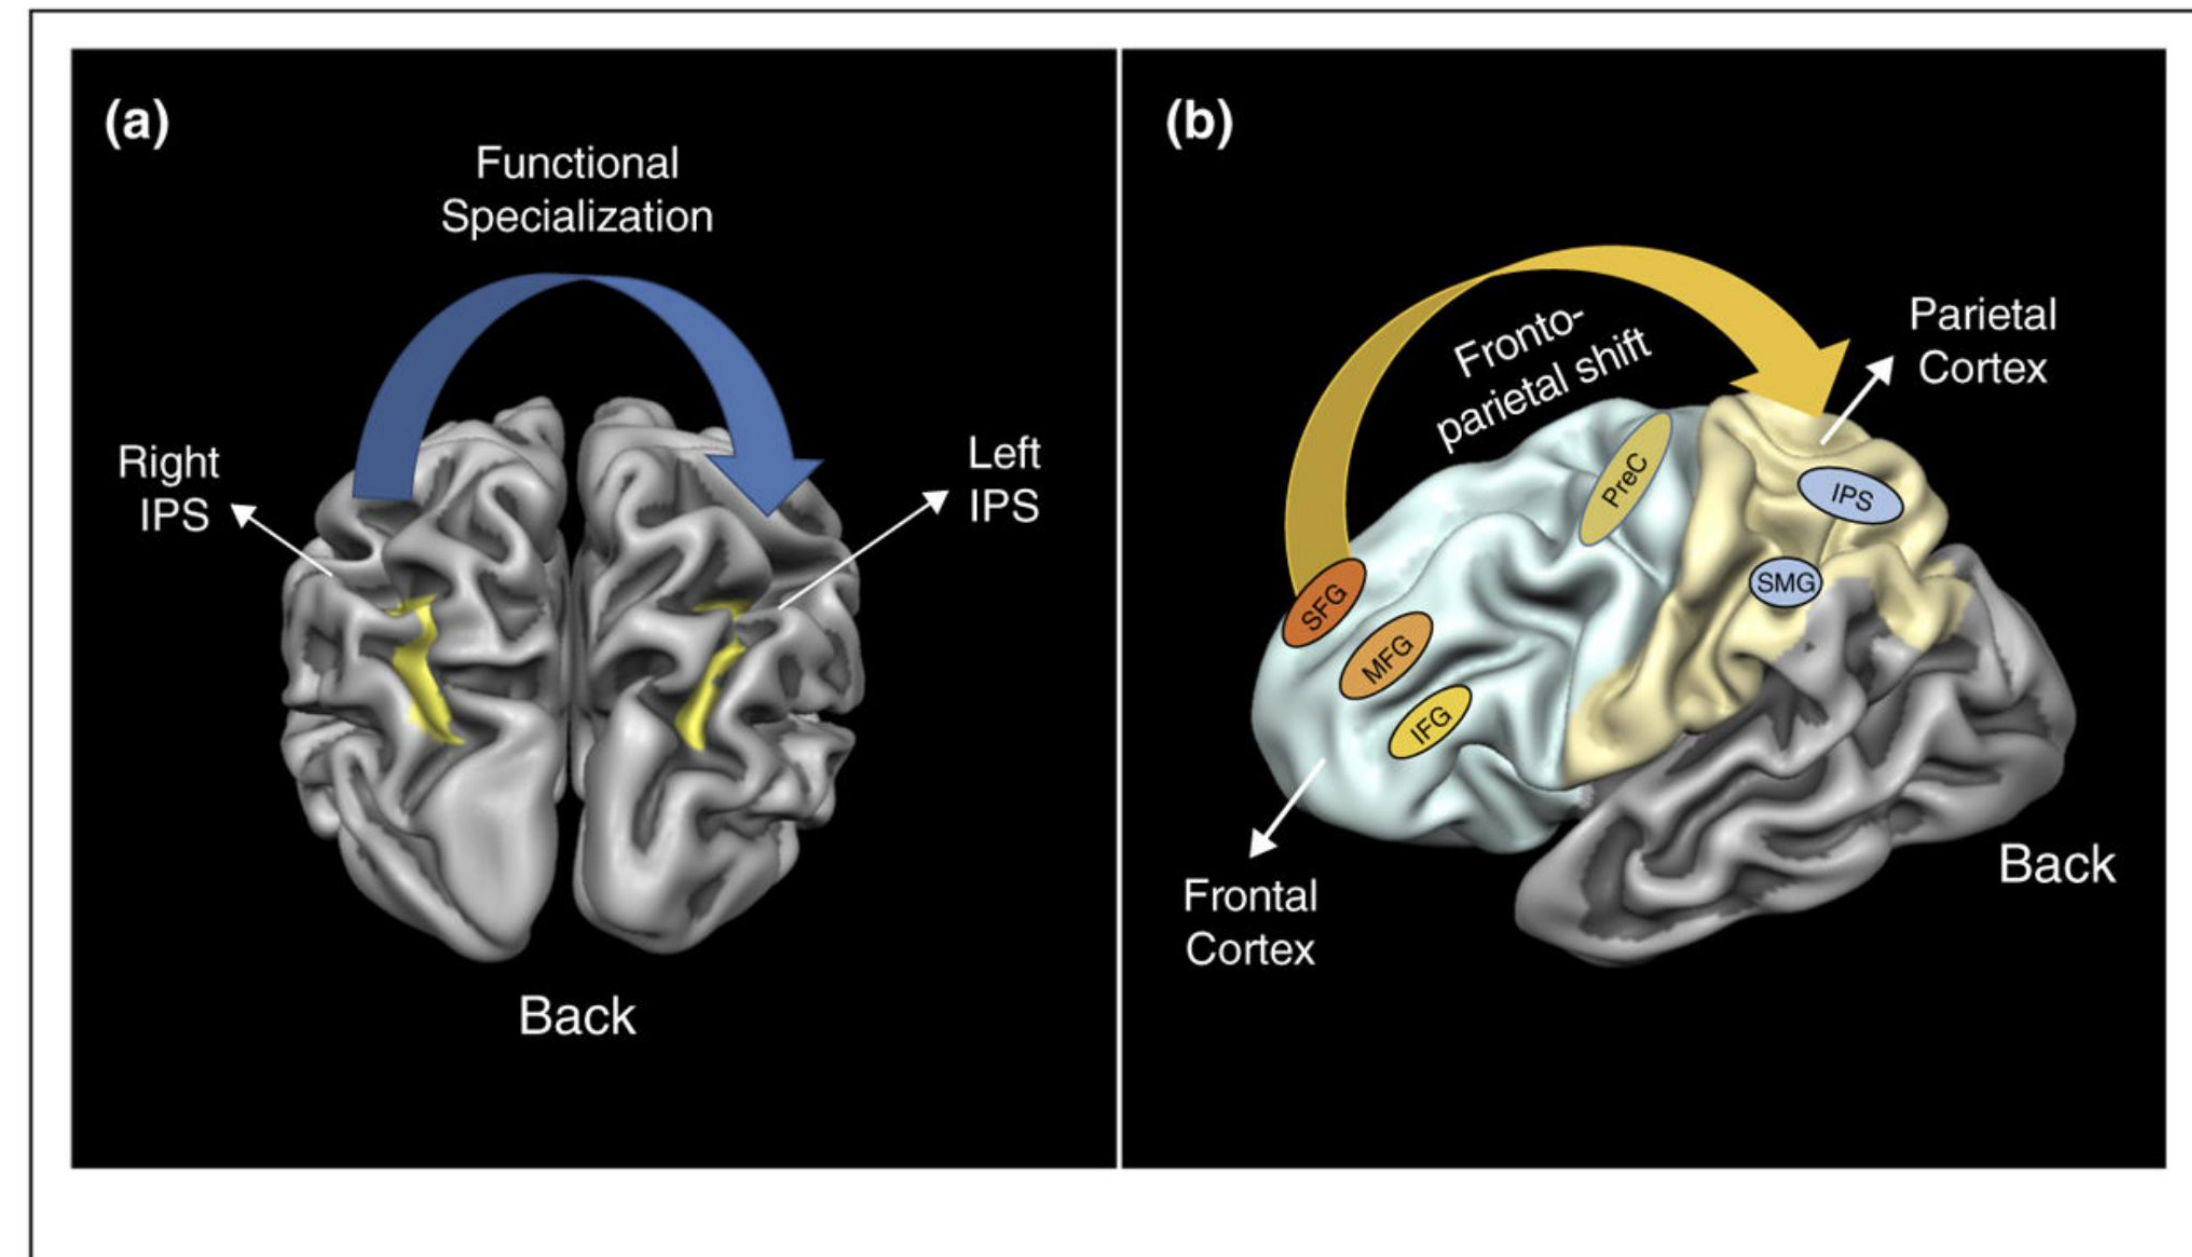 (a)
Functional
Specialization
Right
IPS
Left
IPS
Back
(b)
Fronto-
parietal shift
Parietal
Cortex
PreC
IPS
SMG
SFG
MFG
IFG
Frontal
Cortex
Back